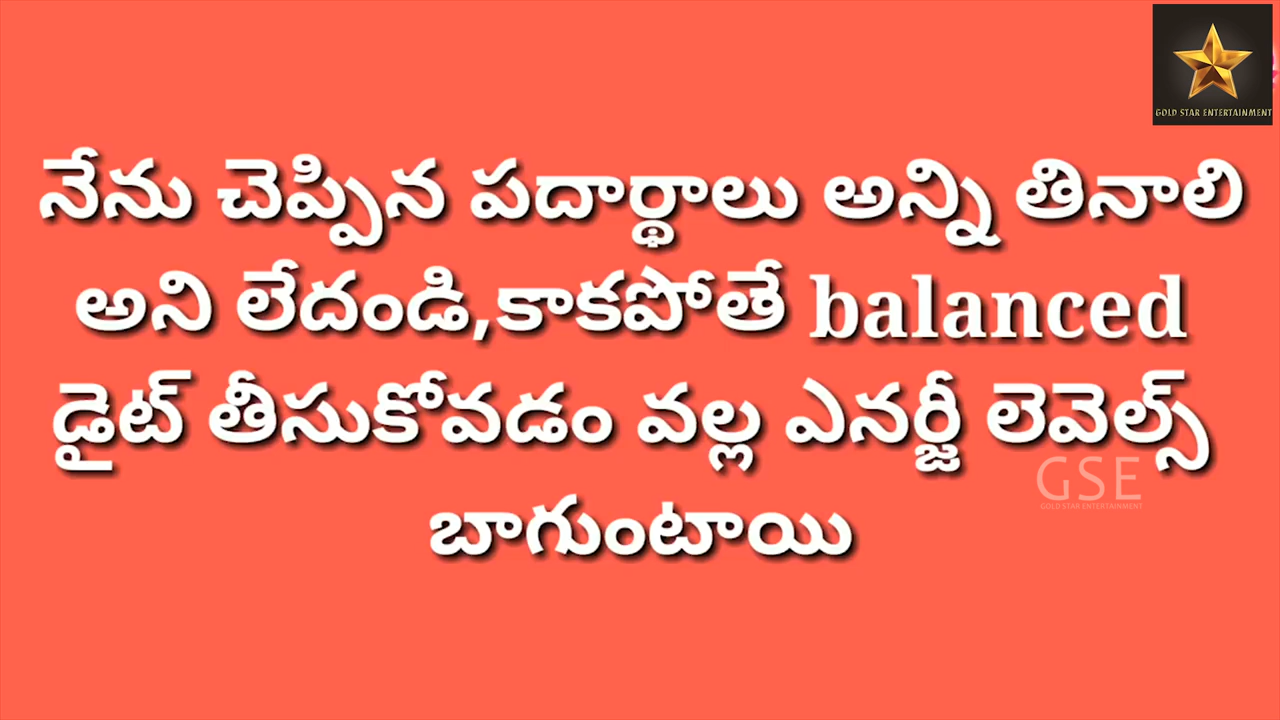 GOLD STAR ENTERTAINMENT
నేను చెప్పిన పదార్థాలు అన్ని తినాలి
అని లేదండి,కాకపోతే balanced
డైట్ తీసుకోవడం వల్ల ఎనర్జీ లెవెల్స్
బాగుంటాయి
GSE
GOLD STAR ENTERTAINMENT